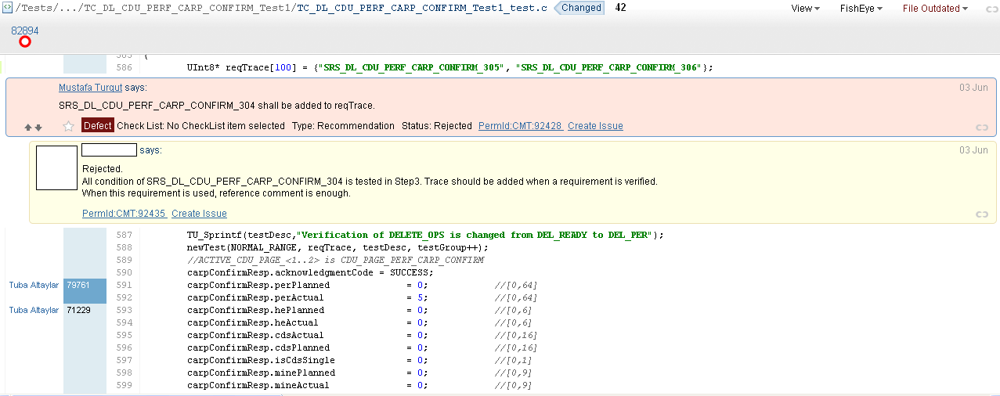 /Tests/.../TC_DL_CDU_PERF_CARP_CONFIRM_Test1/TC_DL_CDU_PERF_CARP_CONFIRM_Test1_test.c Changed 42 View FishEye File Outdated
82894
585 {
586 UInt8* reqTrace[100] = {"SRS_DL_CDU_PERF_CARP_CONFIRM_305", "SRS_DL_CDU_PERF_CARP_CONFIRM_306"};
Mustafa Turgut says: 03 Jun
SRS_DL_CDU_PERF_CARP_CONFIRM_304 shall be added to reqTrace.
Defect Check List: No CheckList item selected Type: Recommendation Status: Rejected PermId:CMT:92428 Create Issue
says: 03 Jun
Rejected.
All condition of SRS_DL_CDU_PERF_CARP_CONFIRM_304 is tested in Step3. Trace should be added when a requirement is verified.
When this requirement is used, reference comment is enough.
PermId:CMT:92435 Create Issue
587 TU_Sprintf(testDesc,"Verification of DELETE_OPS is changed from DEL_READY to DEL_PER");
588 newTest(NORMAL_RANGE, reqTrace, testDesc, testGroup++);
589 //ACTIVE_CDU_PAGE_<1..2> is CDU_PAGE_PERF_CARP_CONFIRM
590 carpConfirmResp.acknowledgmentCode = SUCCESS;
Tuba Altaylar 79761 591 carpConfirmResp.perPlanned = 0; //[0,64]
592 carpConfirmResp.perActual = 5; //[0,64]
Tuba Altaylar 71229 593 carpConfirmResp.hePlanned = 0; //[0,6]
594 carpConfirmResp.heActual = 0; //[0,6]
595 carpConfirmResp.cdsActual = 0; //[0,16]
596 carpConfirmResp.cdsPlanned = 0; //[0,16]
597 carpConfirmResp.isCdsSingle = 0; //[0,1]
598 carpConfirmResp.minePlanned = 0; //[0,9]
599 carpConfirmResp.mineActual = 0; //[0,9]